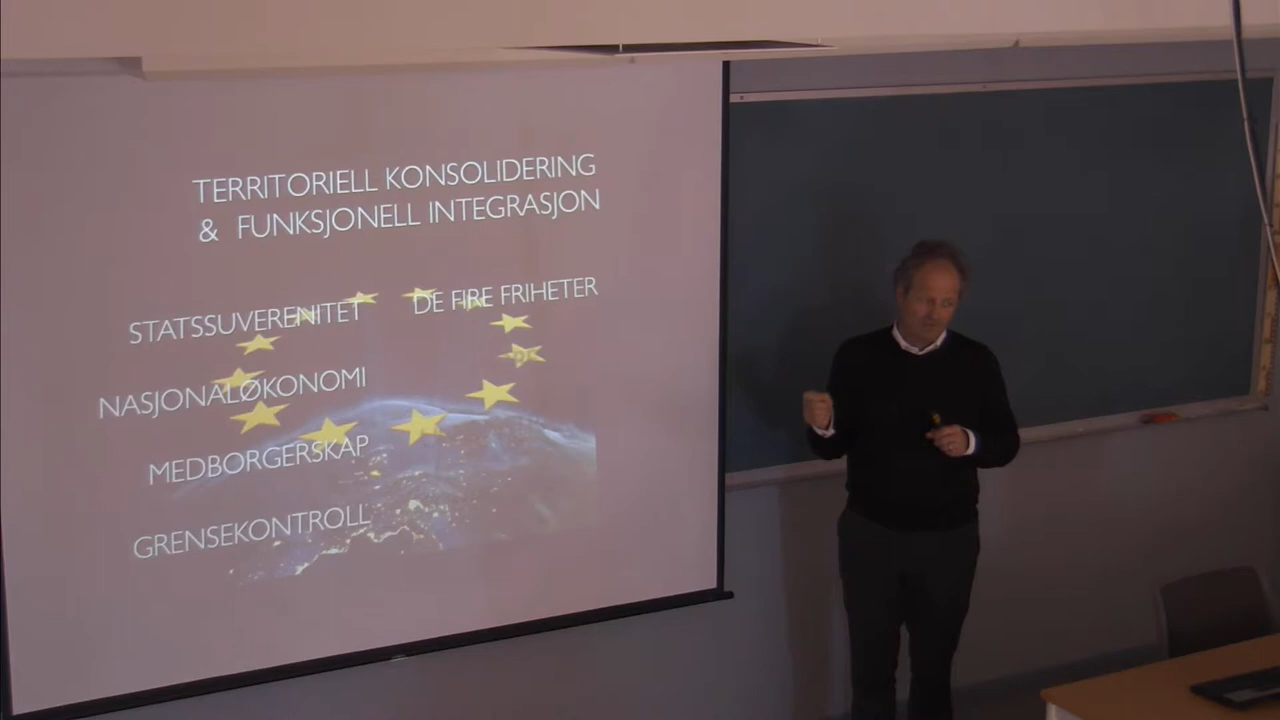 TERRITORIELL KONSOLIDERING
& FUNKSJONELL INTEGRASJON
STATSSUVERENITET
DE FIRE FRIHETER
NASJONALØKONOMI
MEDBORGERSKAP
GRENSEKONTROLL